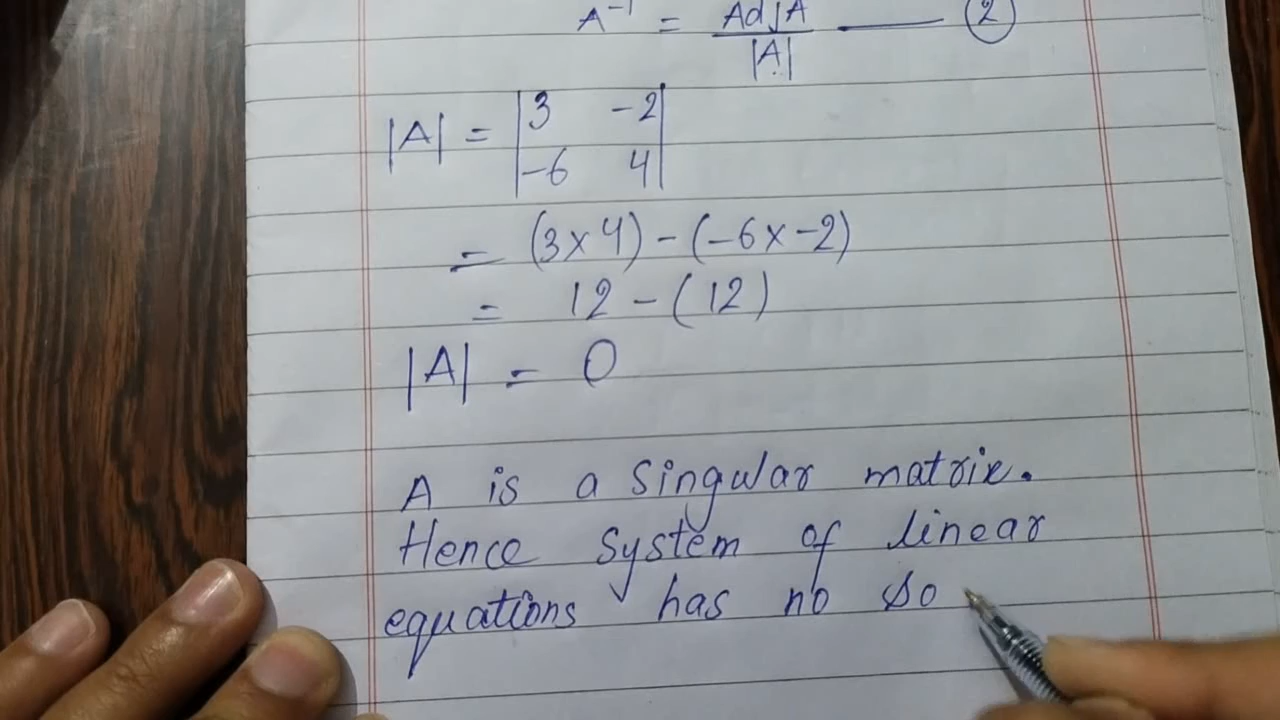 A⁻¹ = AdjA / |A| —— ②
|A| = |3 -2|
|-6 4|
= (3×4) - (-6×-2)
= 12 - (12)
|A| = 0
A is a singular matrix.
Hence system of linear
equations has no so